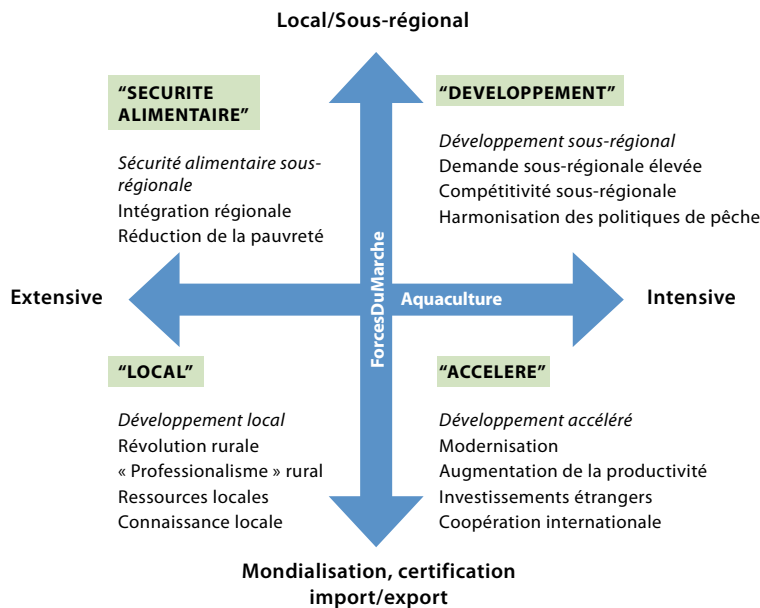 Local/Sous-régional
“SECURITE
ALIMENTAIRE”
Sécurité alimentaire sous-
régionale
Intégration régionale
Réduction de la pauvreté
“DEVELOPPEMENT”
Développement sous-régional
Demande sous-régionale élevée
Compétitivité sous-régionale
Harmonisation des politiques de pêche
Extensive
ForcesDuMarche
Aquaculture
Intensive
“LOCAL”
Développement local
Révolution rurale
« Professionalisme » rural
Ressources locales
Connaissance locale
“ACCELERE”
Développement accéléré
Modernisation
Augmentation de la productivité
Investissements étrangers
Coopération internationale
Mondialisation, certification
import/export